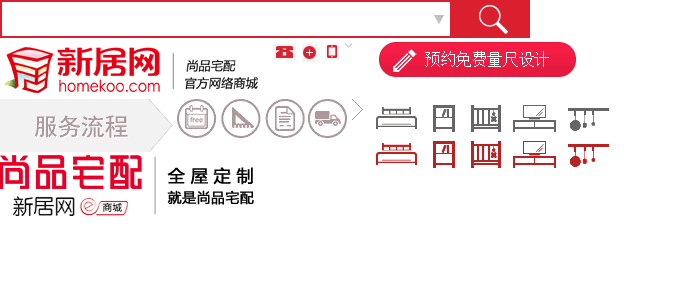 新居网
homekoo.com
尚品宅配
官方网络商城
预约免费量尺设计
服务流程
free
尚品宅配
新居网 e商城
全屋定制
就是尚品宅配